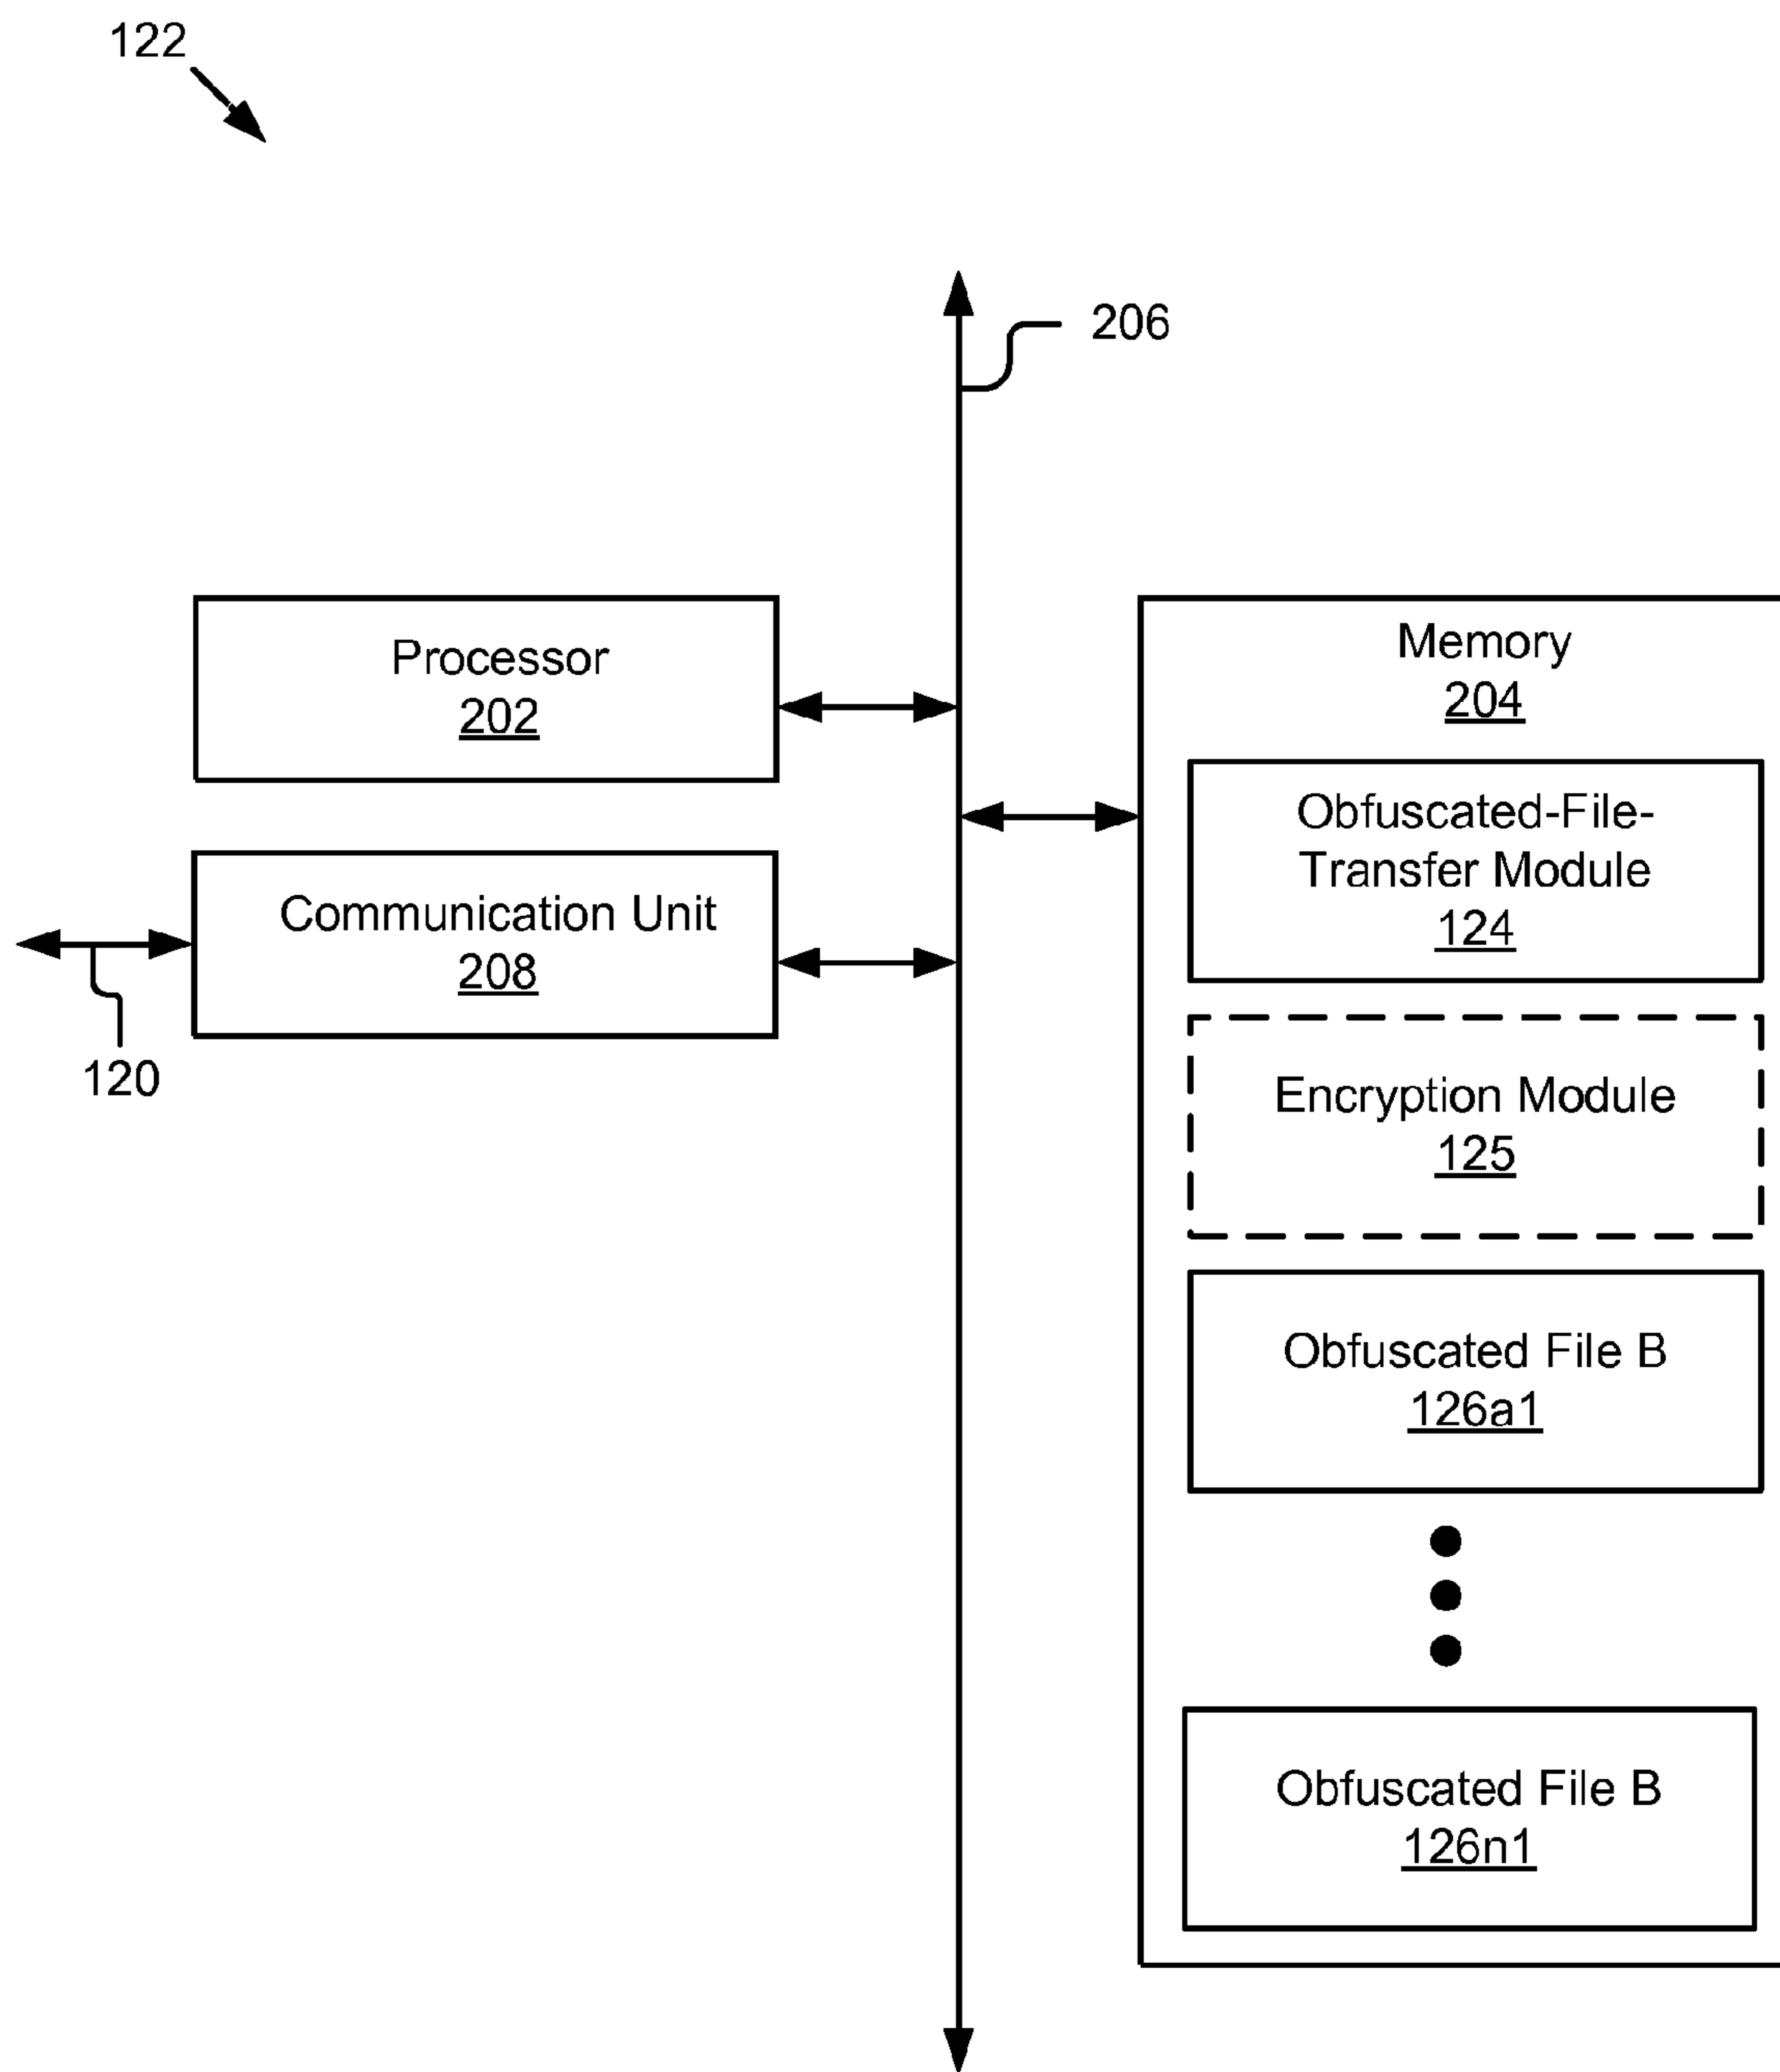 122
206
Processor
202
Communication Unit
208
120
Memory
204
Obfuscated-File-
Transfer Module
124
Encryption Module
125
Obfuscated File B
126a1
Obfuscated File B
126n1